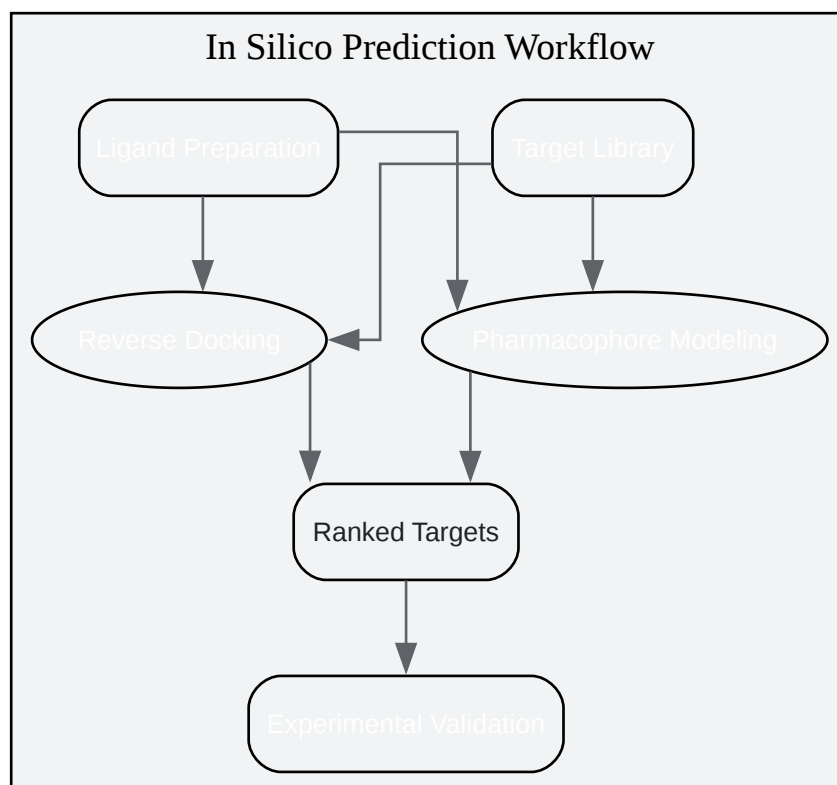 In Silico Prediction Workflow
Ligand Preparation
Target Library
Reverse Docking
Pharmacophore Modeling
Ranked Targets
Experimental Validation